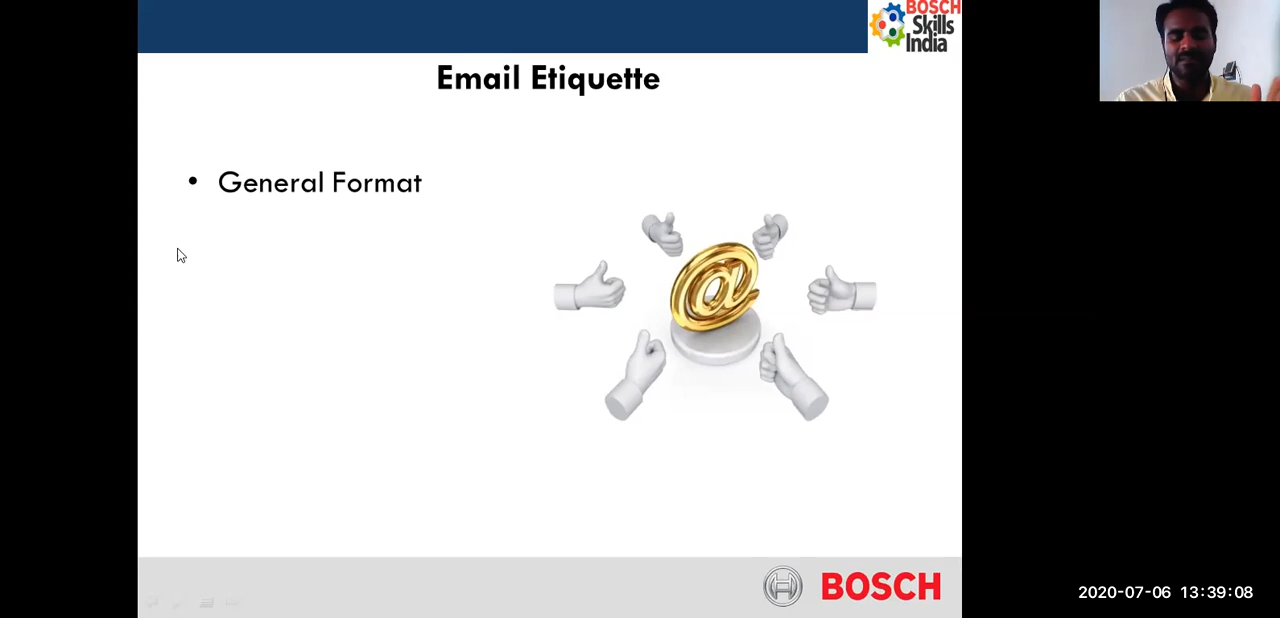 BOSCH
Skills
India
Email Etiquette
• General Format
@
BOSCH
2020-07-06 13:39:08